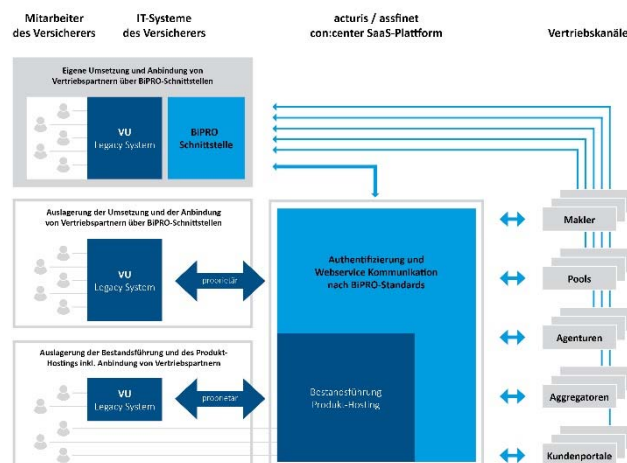 Mitarbeiter
des Versicherers
IT-Systeme
des Versicherers
acturis / assfinet
con:center SaaS-Plattform
Vertriebskanäle
Eigene Umsetzung und Anbindung von
Vertriebspartnern über BiPRO-Schnittstellen
VU
Legacy System
BiPRO
Schnittstelle
Auslagerung der Umsetzung und der Anbindung
von Vertriebspartnern über BiPRO-Schnittstellen
VU
Legacy System
proprietär
Authentifizierung und
Webservice Kommunikation
nach BiPRO-Standards
Makler
Pools
Agenturen
Auslagerung der Bestandsführung und des Produkt-
Hostings inkl. Anbindung von Vertriebspartnern
VU
Legacy System
proprietär
Bestandsführung
Produkt-Hosting
Aggregatoren
Kundenportale